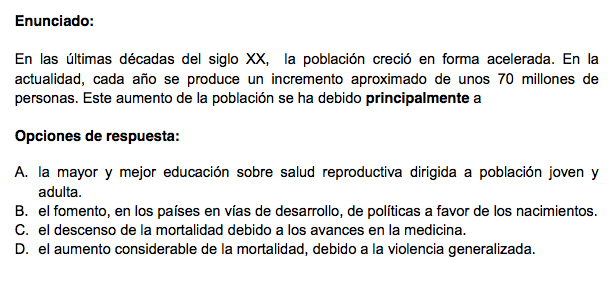 Enunciado:
En las últimas décadas del siglo XX, la población creció en forma acelerada. En la
actualidad, cada año se produce un incremento aproximado de unos 70 millones de
personas. Este aumento de la población se ha debido principalmente a
Opciones de respuesta:
A. la mayor y mejor educación sobre salud reproductiva dirigida a población joven y
adulta.
B. el fomento, en los países en vías de desarrollo, de políticas a favor de los nacimientos.
C. el descenso de la mortalidad debido a los avances en la medicina.
D. el aumento considerable de la mortalidad, debido a la violencia generalizada.